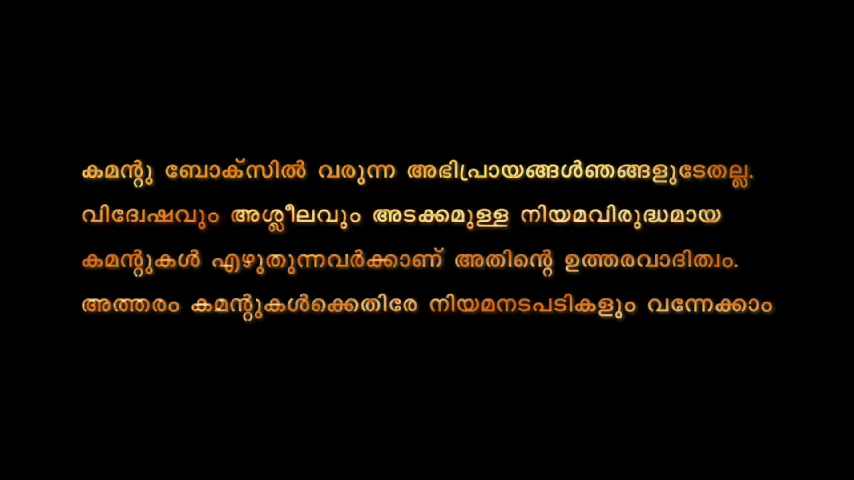 കമന്റു ബോക്സിൽ വരുന്ന അഭിപ്രായങ്ങൾഞങ്ങളുടേതല്ല.
വിദ്വേഷവും അശ്ലീലവും അടക്കമുള്ള നിയമവിരുദ്ധമായ
കമന്റുകൾ എഴുതുന്നവർക്കാണ് അതിന്റെ ഉത്തരവാദിത്വം.
അത്തരം കമന്റുകൾക്കെതിരേ നിയമനടപടികളും വന്നേക്കാം